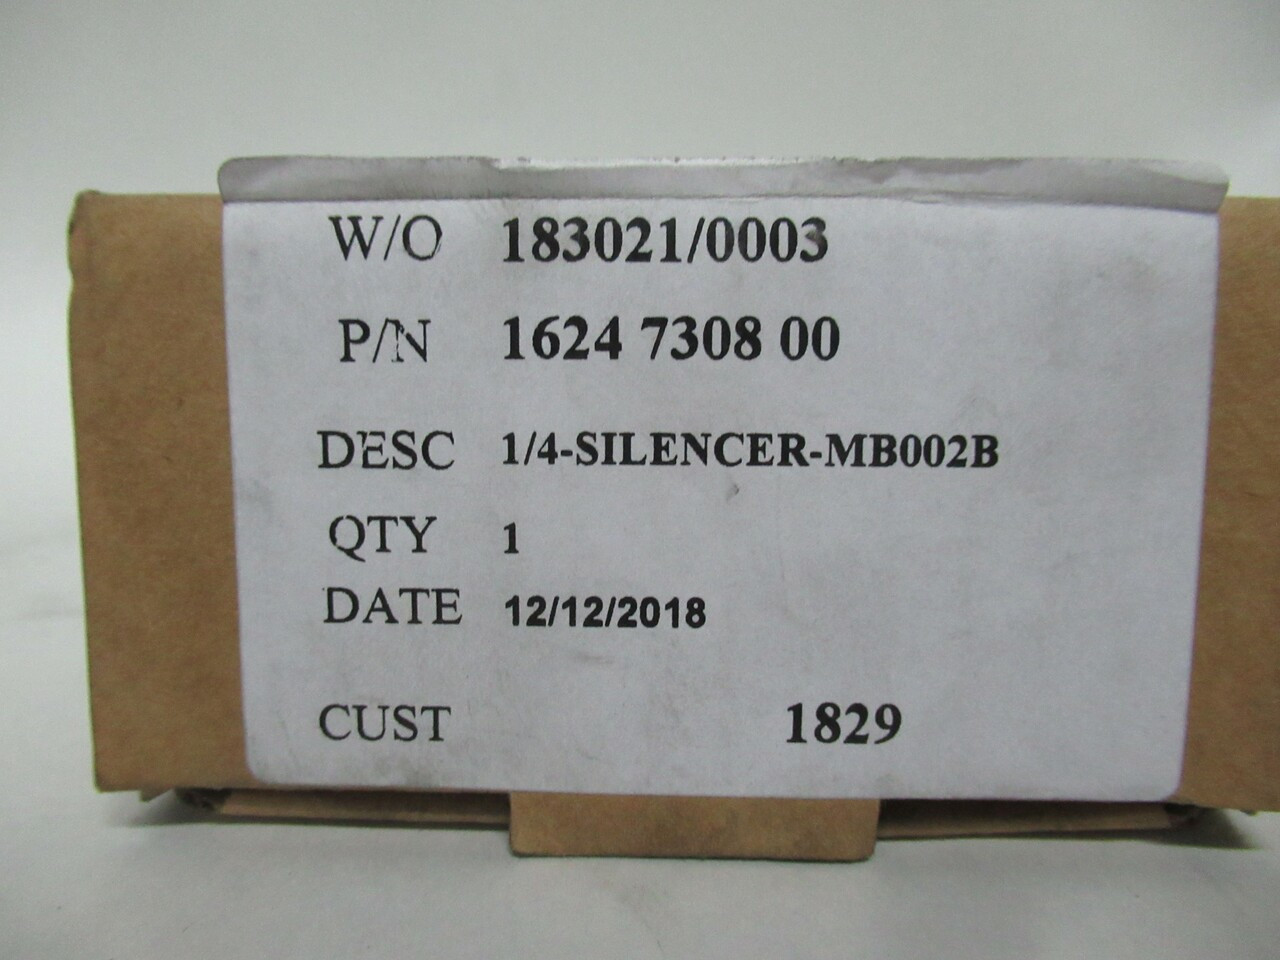 W/O 183021/0003
P/N 1624 7308 00
DESC 1/4-SILENCER-MB002B
QTY 1
DATE 12/12/2018
CUST 1829